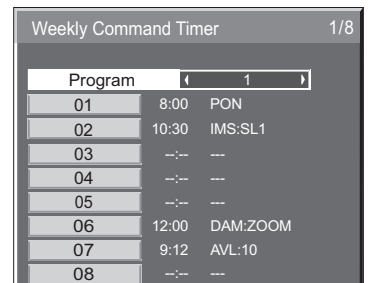 Weekly Command Timer 1/8
Program 1
01 8:00 PON
02 10:30 IMS:SL1
03 --:-- ---
04 --:-- ---
05 --:-- ---
06 12:00 DAM:ZOOM
07 9:12 AVL:10
08 --:-- ---